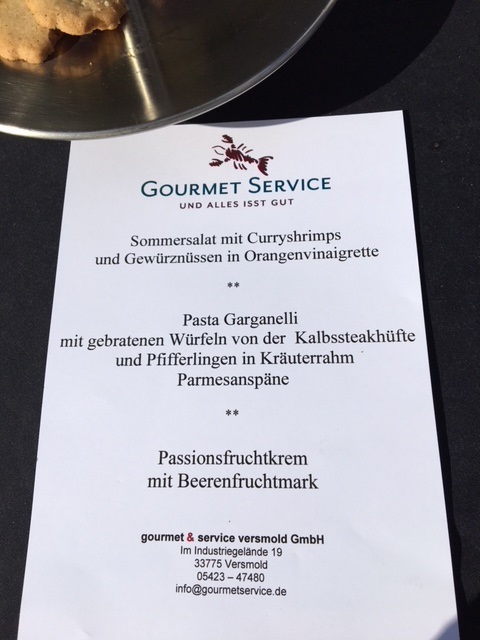 GOURMET SERVICE
UND ALLES ISST GUT
Sommersalat mit Curryshrimps
und Gewürznüssen in Orangenvinaigrette
**
Pasta Garganelli
mit gebratenen Würfeln von der Kalbssteakhüfte
und Pfifferlingen in Kräuterrahm
Parmesanspäne
**
Passionsfruchtkrem
mit Beerenfruchtmark
gourmet & service versmold GmbH
Im Industriegelände 19
33775 Versmold
05423 – 47480
info@gourmetservice.de